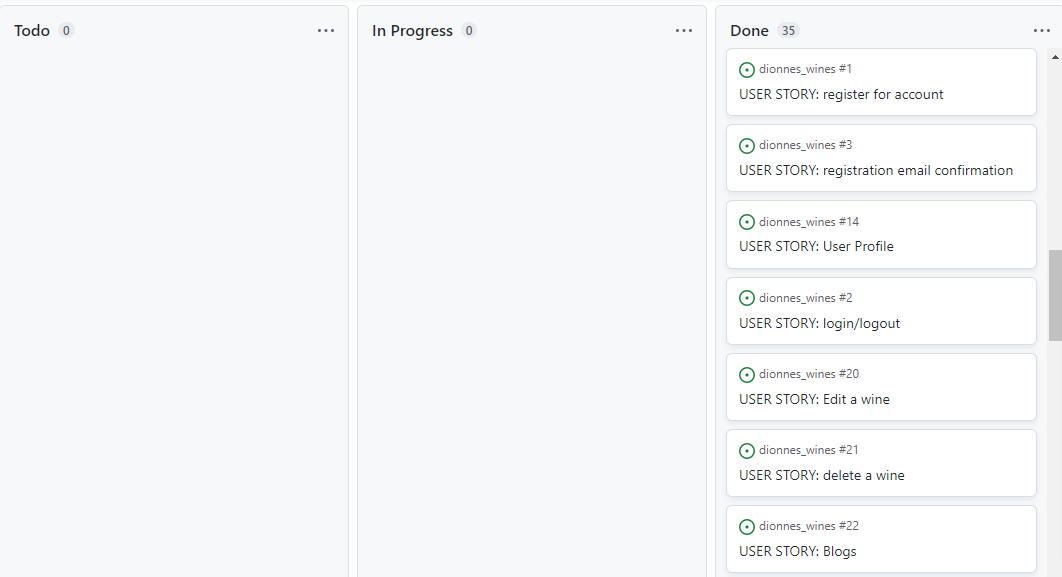 Todo 0
In Progress 0
Done 35
dionnes_wines #1
USER STORY: register for account
dionnes_wines #3
USER STORY: registration email confirmation
dionnes_wines #14
USER STORY: User Profile
dionnes_wines #2
USER STORY: login/logout
dionnes_wines #20
USER STORY: Edit a wine
dionnes_wines #21
USER STORY: delete a wine
dionnes_wines #22
USER STORY: Blogs